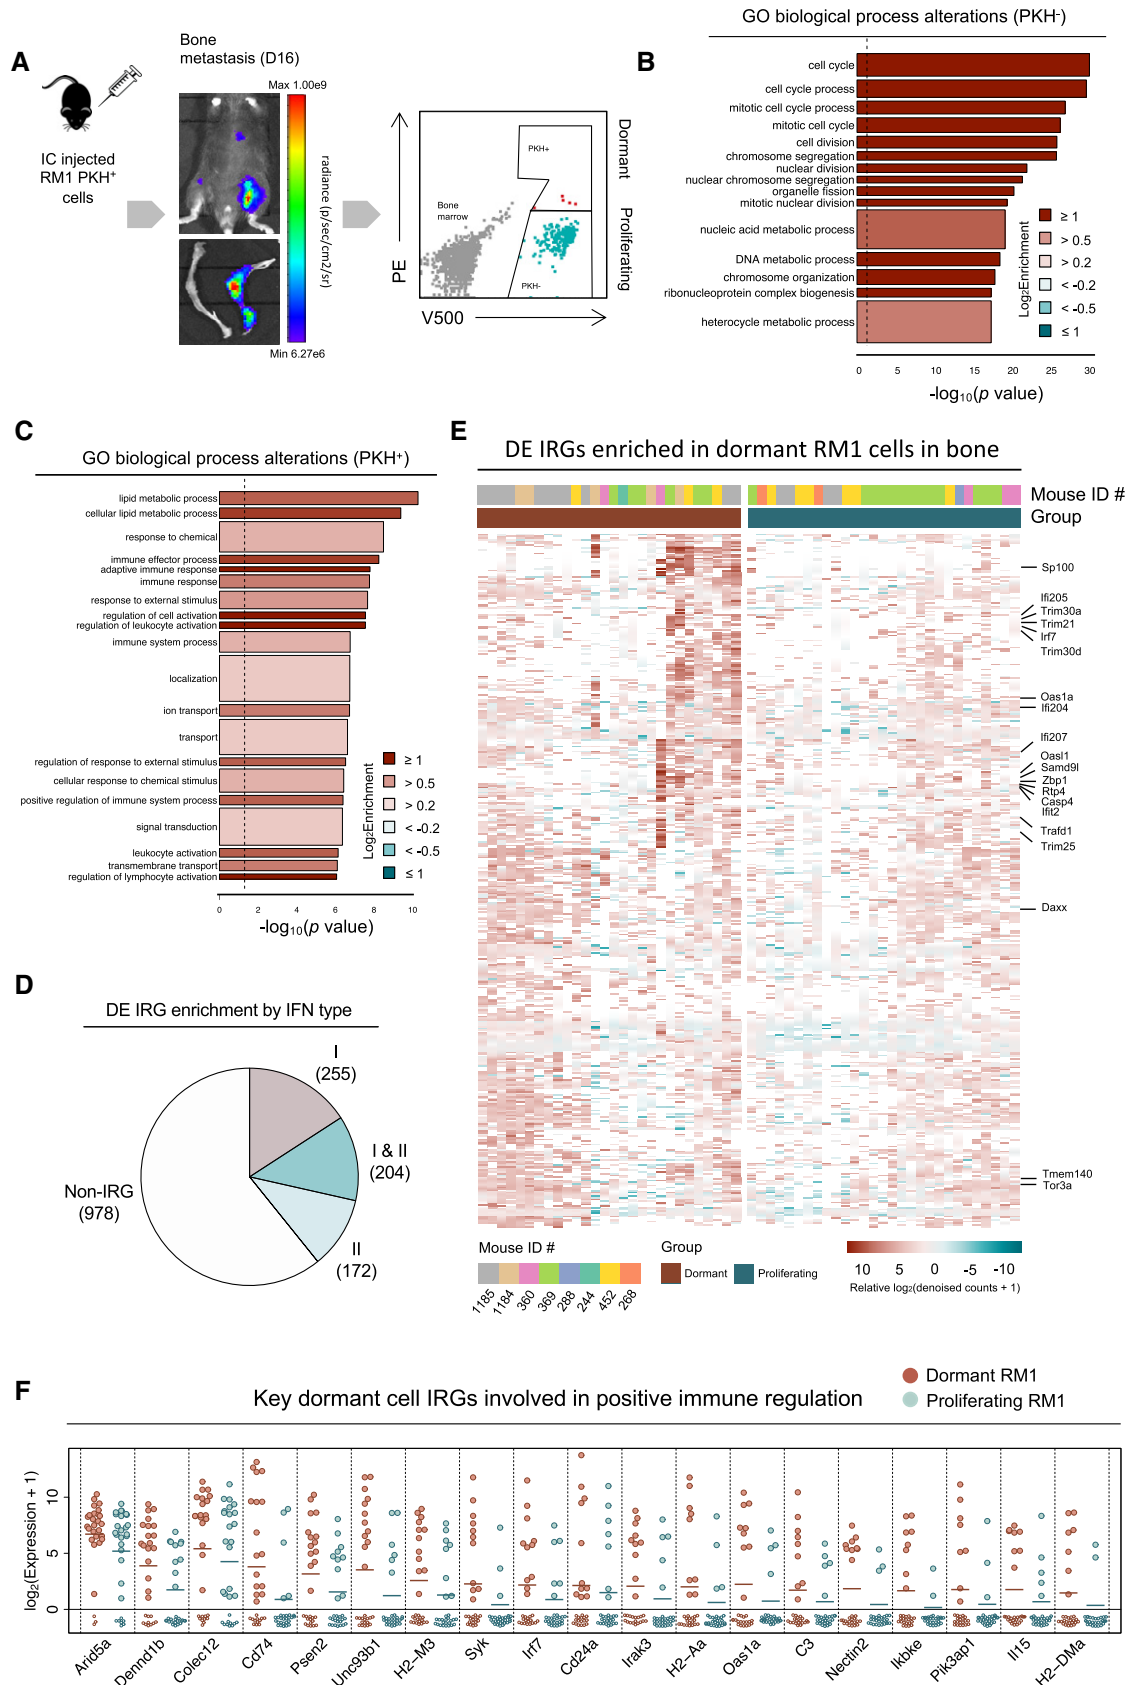 A
Bone
metastasis (D16)
IC injected
RM1 PKH+
cells
Max 1.00e9
radiance (p/sec/cm2/sr)
Min 6.27e6
PE
V500
Bone
marrow
PKH+
PKH-
Dormant
Proliferating
B
GO biological process alterations (PKH-)
cell cycle
cell cycle process
mitotic cell cycle process
mitotic cell cycle
cell division
chromosome segregation
nuclear division
nuclear chromosome segregation
organelle fission
mitotic nuclear division
nucleic acid metabolic process
DNA metabolic process
chromosome organization
ribonucleoprotein complex biogenesis
heterocycle metabolic process
Log2Enrichment
≥ 1
> 0.5
> 0.2
< -0.2
< -0.5
≤ 1
0 5 10 15 20 25 30
-log10(p value)
C
GO biological process alterations (PKH+)
lipid metabolic process
cellular lipid metabolic process
response to chemical
immune effector process
adaptive immune response
immune response
response to external stimulus
regulation of cell activation
regulation of leukocyte activation
immune system process
localization
ion transport
transport
regulation of response to external stimulus
cellular response to chemical stimulus
positive regulation of immune system process
signal transduction
leukocyte activation
transmembrane transport
regulation of lymphocyte activation
Log2Enrichment
≥ 1
> 0.5
> 0.2
< -0.2
< -0.5
≤ 1
0 2 4 6 8 10
-log10(p value)
D
DE IRG enrichment by IFN type
I
(255)
I & II
(204)
II
(172)
Non-IRG
(978)
E
DE IRGs enriched in dormant RM1 cells in bone
Mouse ID #
Group
Sp100
Ifi205
Trim30a
Trim21
Irf7
Trim30d
Oas1a
Ifi204
Ifi207
Oasl1
Samd9l
Zbp1
Rtp4
Casp4
Ifit2
Trafd1
Trim25
Daxx
Tmem140
Tor3a
Mouse ID #
1185 1184 360 369 288 244 452 268
Group
Dormant Proliferating
10 5 0 -5 -10
Relative log2(denoised counts + 1)
F
Key dormant cell IRGs involved in positive immune regulation
Dormant RM1
Proliferating RM1
log2(Expression + 1)
10
5
0
Arid5a Dennd1b Colec12 Cd74 Psen2 Unc93b1 H2-M3 Syk Irf7 Cd24a Irak3 H2-Aa Oas1a C3 Nectin2 Ikbke Pik3ap1 Il15 H2-DMa